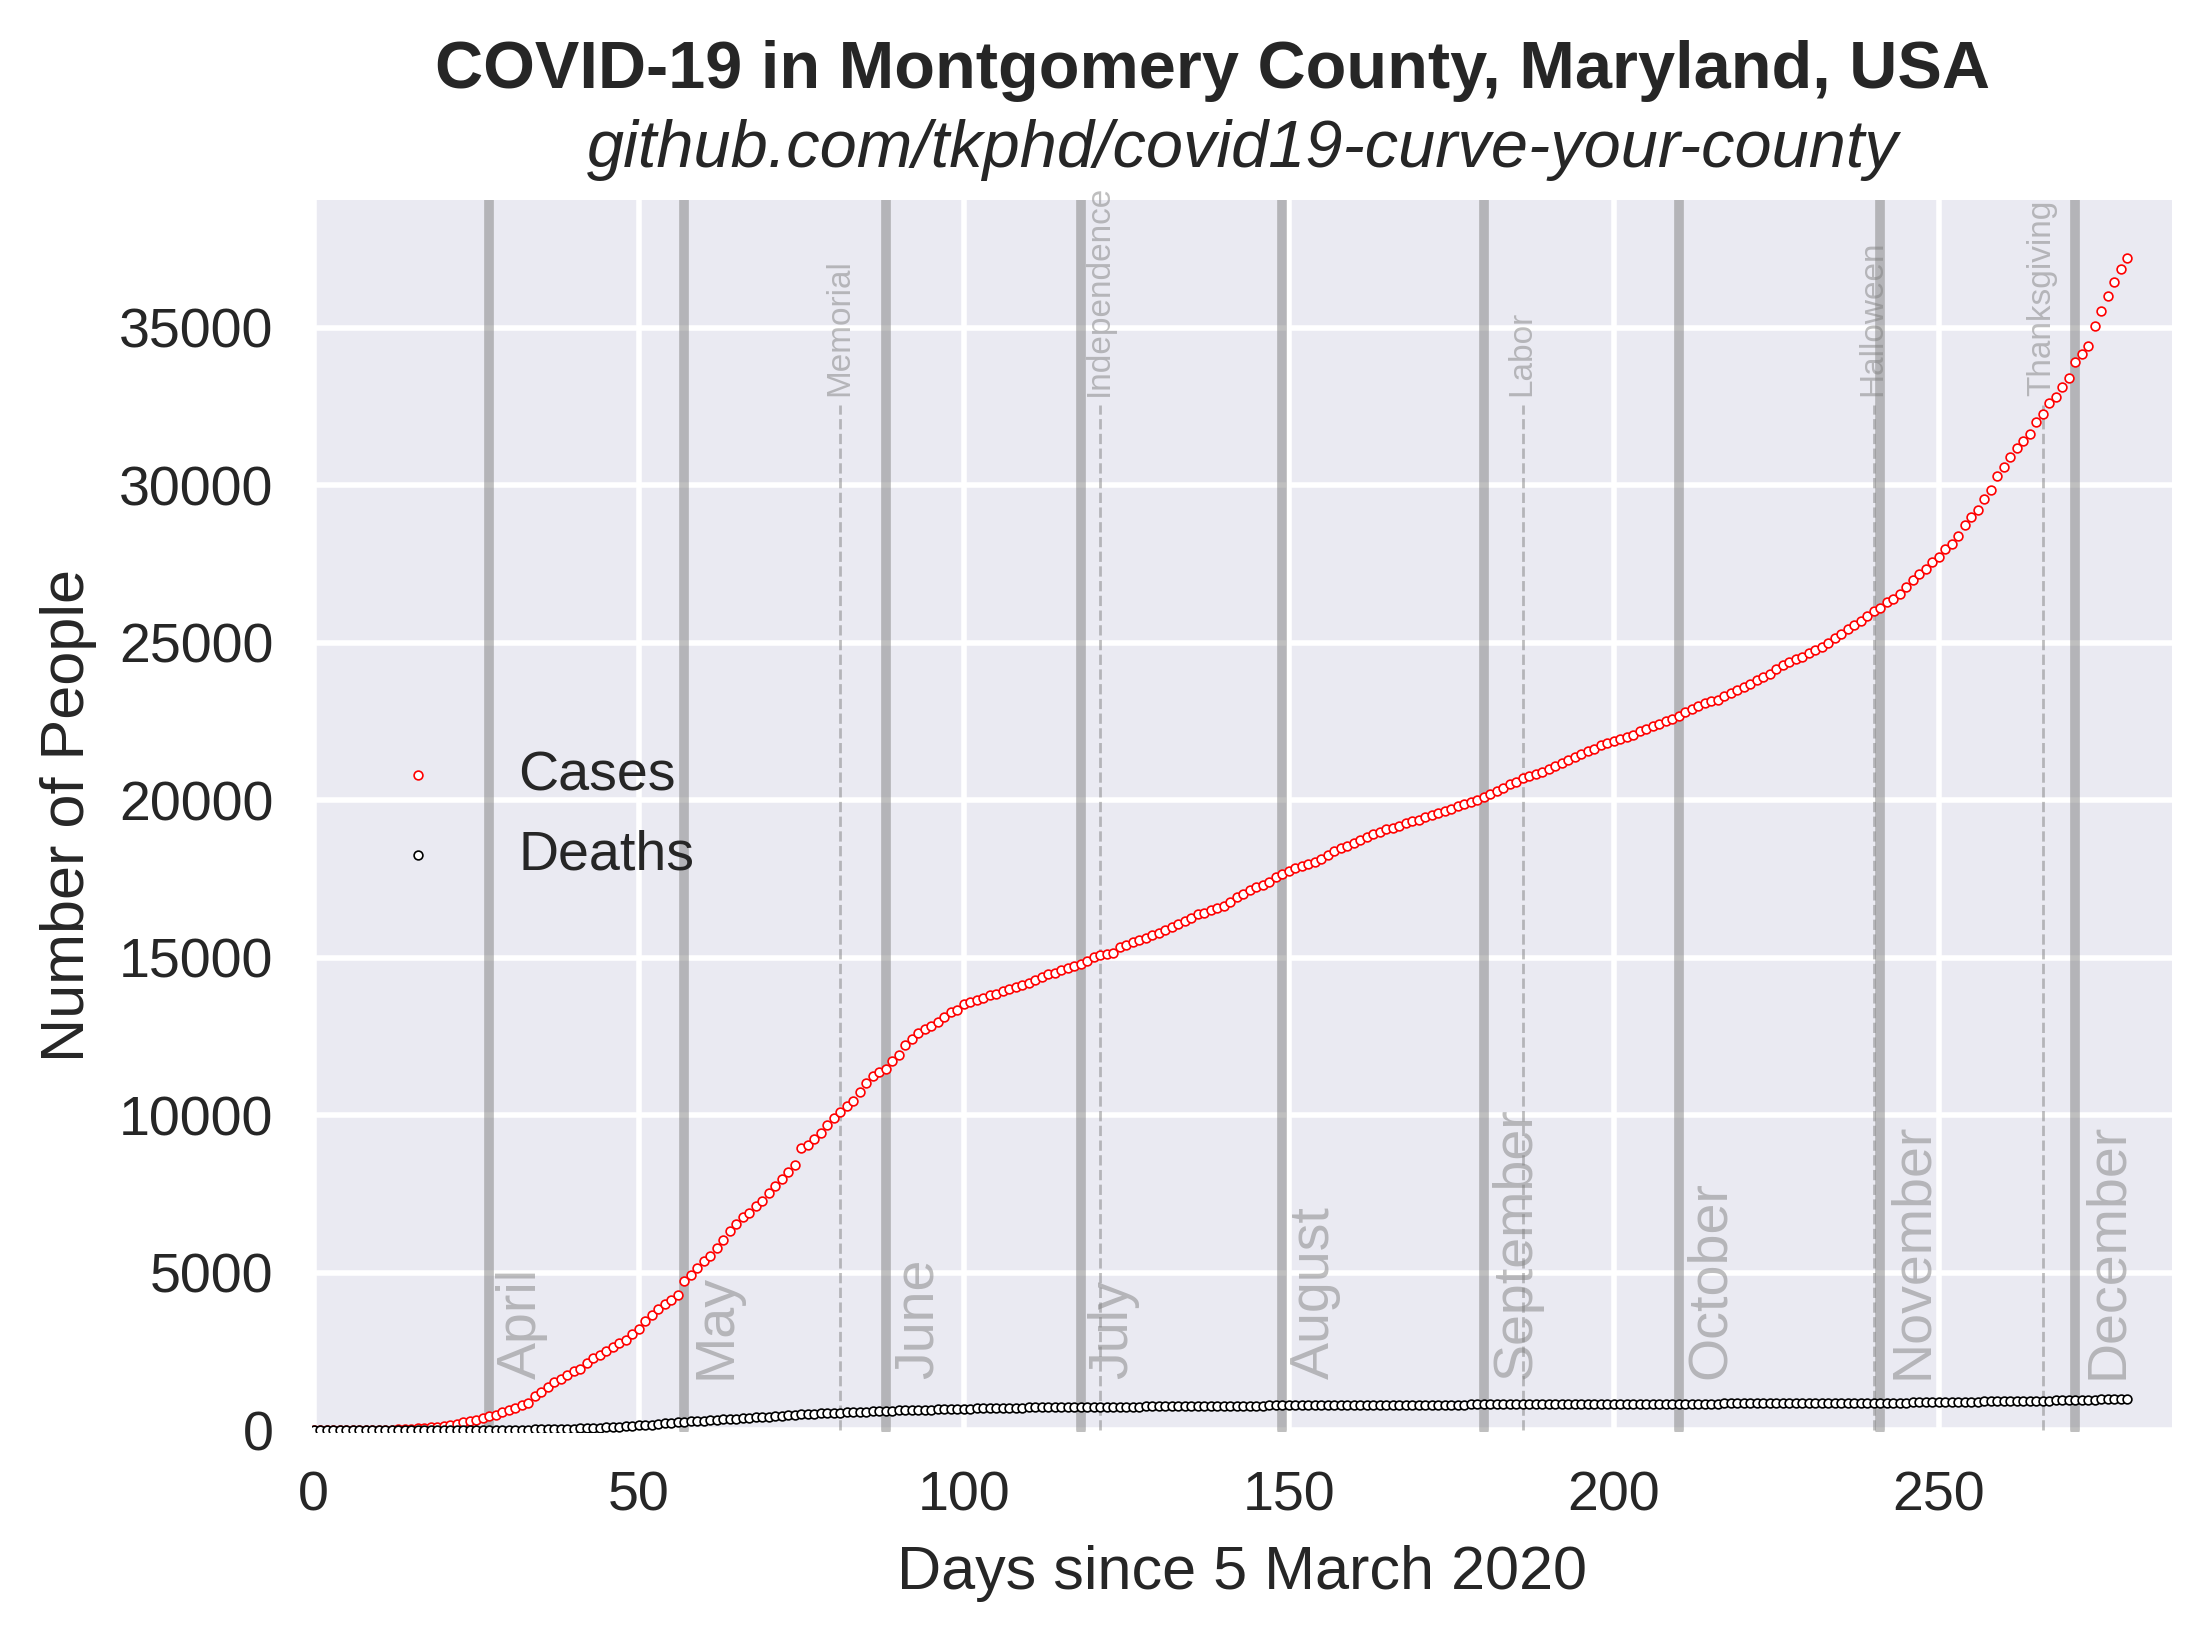 COVID-19 in Montgomery County, Maryland, USA
github.com/tkphd/covid19-curve-your-county
Number of People
35000
30000
25000
20000
15000
10000
5000
0
Memorial
Independence
Labor
Halloween
Thanksgiving
Cases
Deaths
April
May
June
July
August
September
October
November
December
0
50
100
150
200
250
Days since 5 March 2020